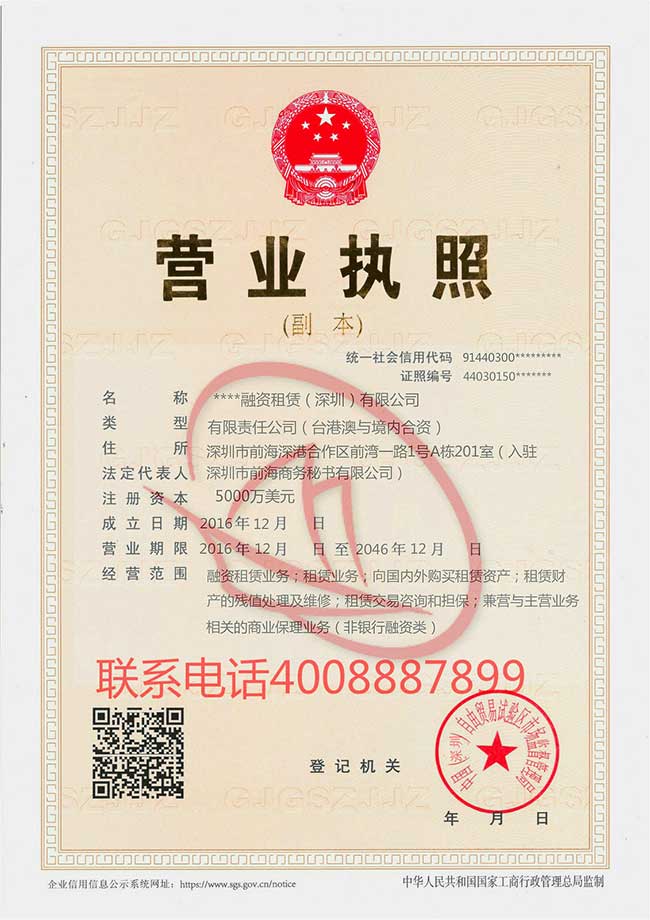 GJGSZJJZ
营业执照
(副 本)
统一社会信用代码 91440300*********
证照编号 44030150*******
名 称 ****融资租赁（深圳）有限公司
类 型 有限责任公司（台港澳与境内合资）
住 所 深圳市前海深港合作区前湾一路1号A栋201室（入驻
法定代表人 深圳市前海商务秘书有限公司）
注册资本 5000万美元
成立日期 2016年12月 日
营业期限 2016年12月 日 至 2046年12月 日
经营范围 融资租赁业务；租赁业务；向国内外购买租赁资产；租赁财
产的残值处理及维修；租赁交易咨询和担保；兼营与主营业务
相关的商业保理业务（非银行融资类）
联系电话4008887899
登记机关
中国(深圳)自由贸易试验区市场监督管理局
年 月 日
企业信用信息公示系统网址：https://www.sgs.gov.cn/notice
中华人民共和国国家工商行政管理总局监制